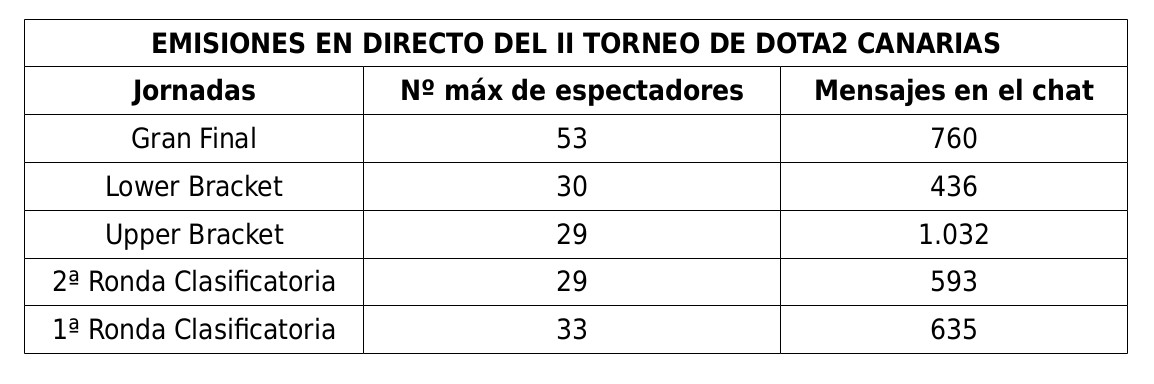 EMISIONES EN DIRECTO DEL II TORNEO DE DOTA2 CANARIAS
Jornadas Nº máx de espectadores Mensajes en el chat
Gran Final 53 760
Lower Bracket 30 436
Upper Bracket 29 1.032
2ª Ronda Clasificatoria 29 593
1ª Ronda Clasificatoria 33 635